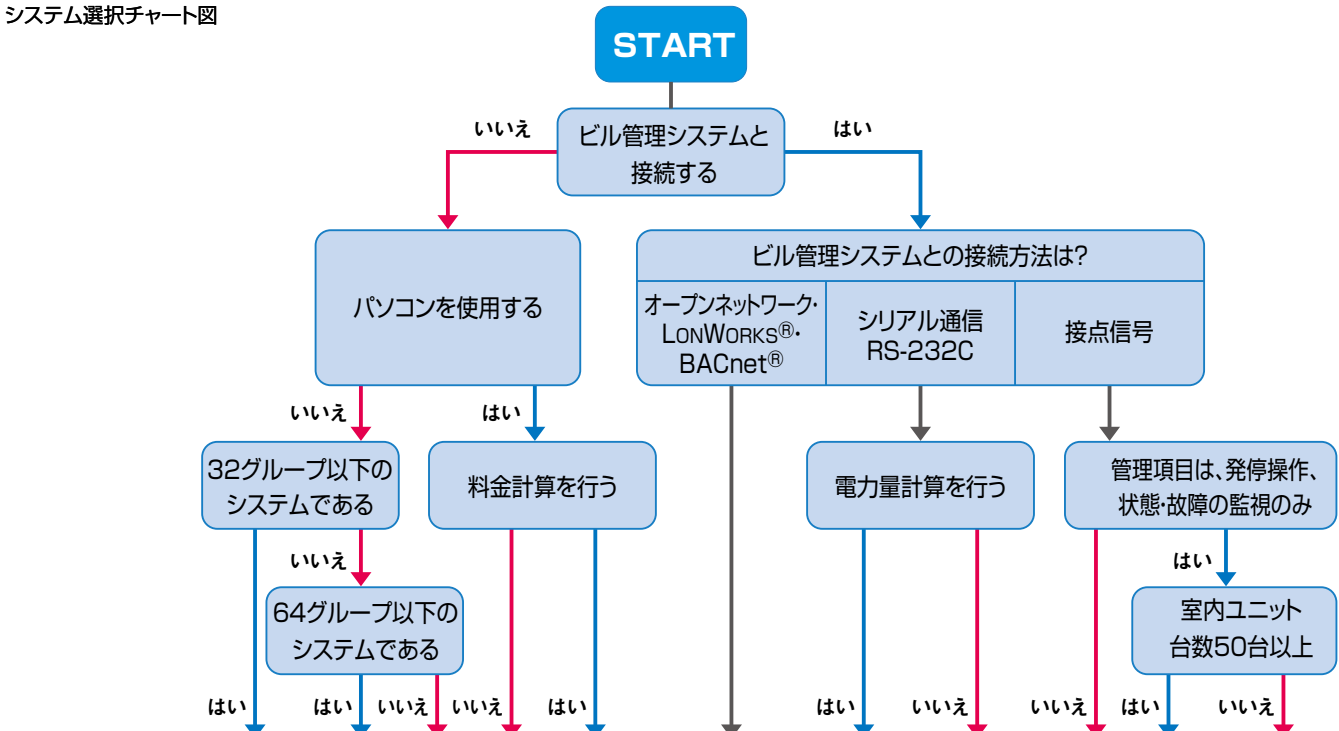 システム選択チャート図
START
いいえ
はい
ビル管理システムと
接続する
パソコンを使用する
ビル管理システムとの接続方法は?
オープンネットワーク・
LONWORKS®・
BACnet®
シリアル通信
RS-232C
接点信号
いいえ
はい
32グループ以下の
システムである
料金計算を行う
電力量計算を行う
管理項目は、発停操作、
状態・故障の監視のみ
いいえ
はい
64グループ以下の
システムである
室内ユニット
台数50台以上
はい
はい
いいえ
いいえ
はい
はい
いいえ
いいえ
はい
いいえ